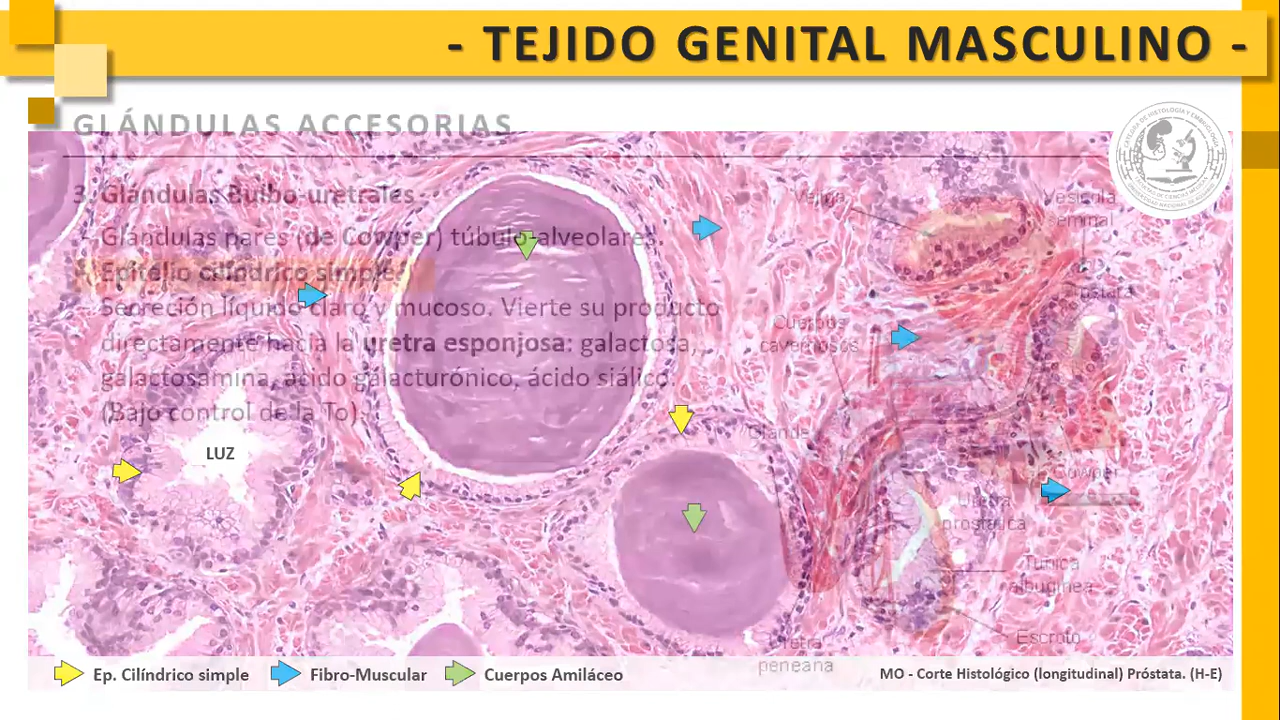 - TEJIDO GENITAL MASCULINO -
GLÁNDULAS ACCESORIAS
3. Glándulas Bulbo-uretrales
Glándulas pares (de Cowper) túbulo-alveolares.
Epitelio cilíndrico simple.
Secreción líquido claro y mucoso. Vierte su producto
directamente hacia la uretra esponjosa: galactosa,
galactosamina, ácido galacturónico, ácido siálico.
(Bajo control de la To).
LUZ
Vejiga
Vesícula
seminal
Próstata
Cuerpos
cavernosos
Glande
Cowper
Uretra
prostática
Túnica
albugínea
Escroto
Uretra
peneana
Ep. Cilíndrico simple
Fibro-Muscular
Cuerpos Amiláceo
MO - Corte Histológico (longitudinal) Próstata. (H-E)